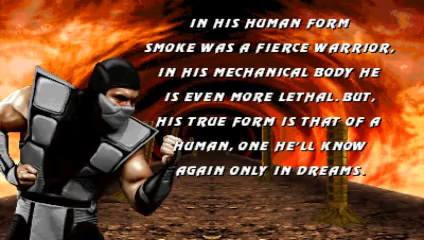 IN HIS HUMAN FORM
SMOKE WAS A FIERCE WARRIOR,
IN HIS MECHANICAL BODY HE
IS EVEN MORE LETHAL. BUT,
HIS TRUE FORM IS THAT OF A
HUMAN, ONE HE'LL KNOW
AGAIN ONLY IN DREAMS.